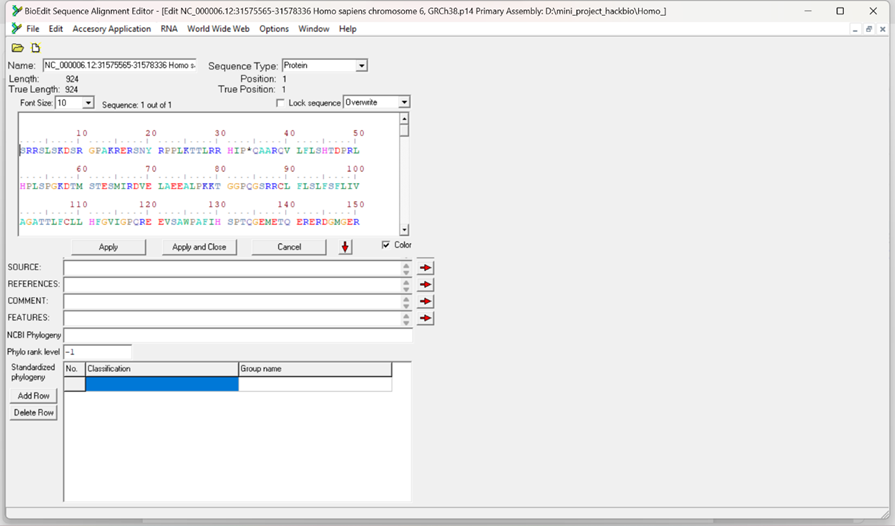 BioEdit Sequence Alignment Editor - [Edit NC_000006.12:31575565-31578336 Homo sapiens chromosome 6, GRCh38.p14 Primary Assembly: D:\mini_project_hackbio\Homo_]
File Edit Accesory Application RNA World Wide Web Options Window Help
Name: NC_000006.12:31575565-31578336 Homo s Sequence Type: Protein
Length: 924 Position: 1
True Length: 924 True Position: 1
Font Size: 10 Sequence: 1 out of 1 Lock sequence Overwrite
10 20 30 40 50
SRRSLSKDSR GPAKRERSNY RPPLKTTLRR HIP*QAARQV LFLSHTDPRL
60 70 80 90 100
HPLSPGKDTM STESMIRDVE LAEEALPKKT GGPQGSRRCL FLSLFSFLIV
110 120 130 140 150
AGATTLFCLL HFGVIGPQRE EVSAWPAFIH SPTQGEMETQ ERERDGMGER
Apply Apply and Close Cancel Color
SOURCE:
REFERENCES:
COMMENT:
FEATURES:
NCBI Phylogeny
Phylo rank level -1
Standardized phylogeny No. Classification Group name
Add Row
Delete Row